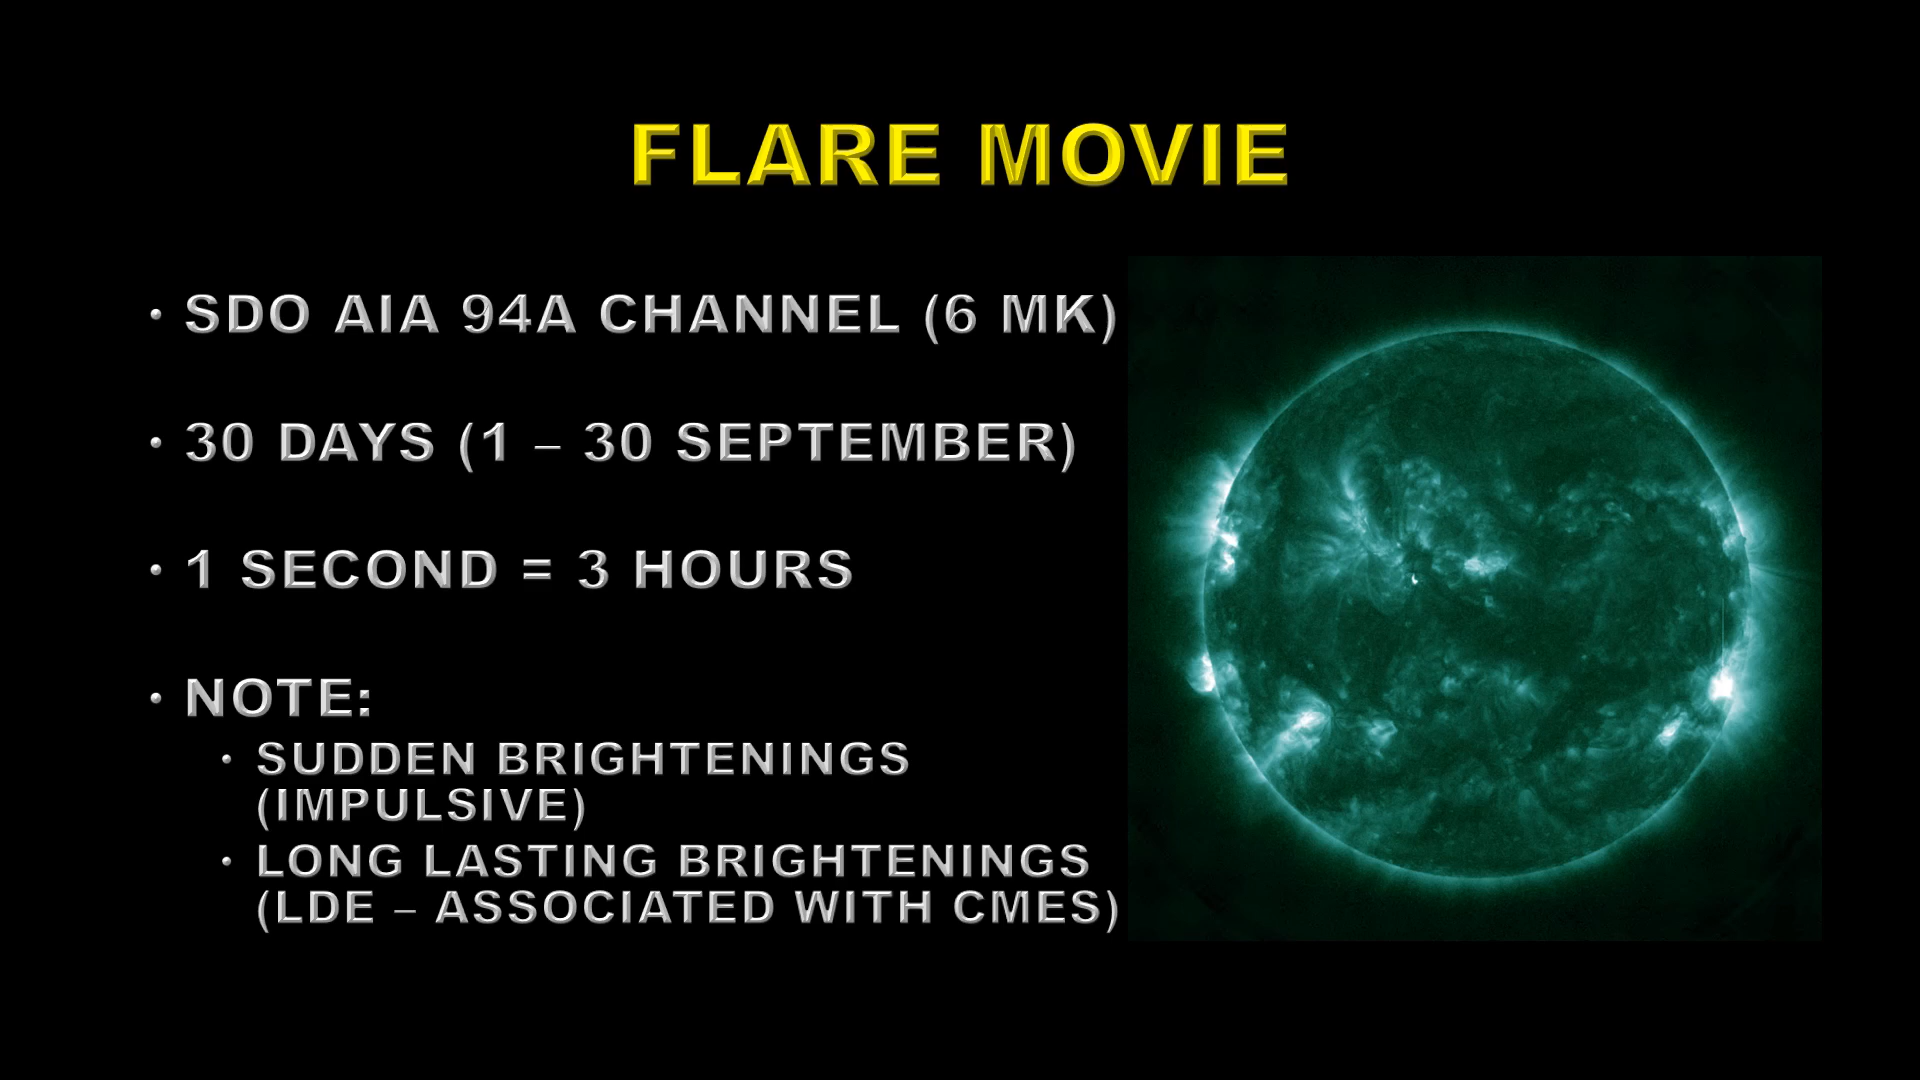 FLARE MOVIE
• SDO AIA 94A CHANNEL (6 MK)
• 30 DAYS (1 – 30 SEPTEMBER)
• 1 SECOND = 3 HOURS
• NOTE:
• SUDDEN BRIGHTENINGS
(IMPULSIVE)
• LONG LASTING BRIGHTENINGS
(LDE – ASSOCIATED WITH CMES)